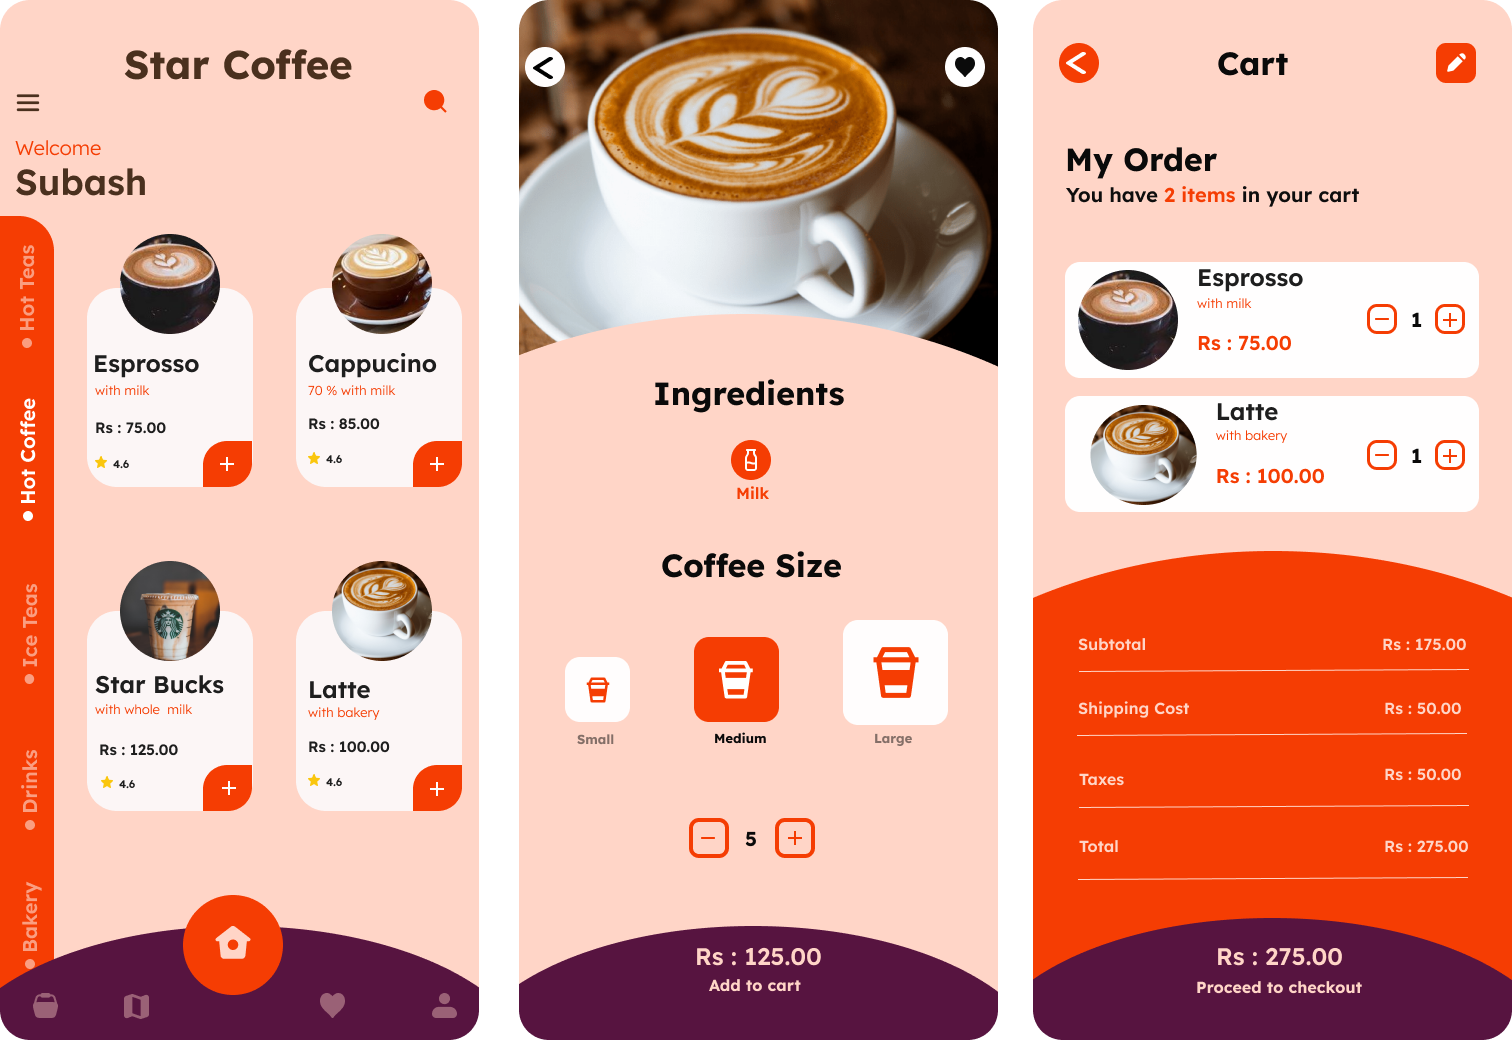 Star Coffee
Welcome
Subash
Hot Teas
Hot Coffee
Ice Teas
Drinks
Bakery
Esprosso
with milk
Rs : 75.00
4.6
Cappucino
70 % with milk
Rs : 85.00
4.6
Star Bucks
with whole milk
Rs : 125.00
4.6
Latte
with bakery
Rs : 100.00
4.6
Ingredients
Milk
Coffee Size
Small
Medium
Large
5
Rs : 125.00
Add to cart
Cart
My Order
You have 2 items in your cart
Esprosso
with milk
Rs : 75.00
1
Latte
with bakery
Rs : 100.00
1
Subtotal Rs : 175.00
Shipping Cost Rs : 50.00
Taxes Rs : 50.00
Total Rs : 275.00
Rs : 275.00
Proceed to checkout